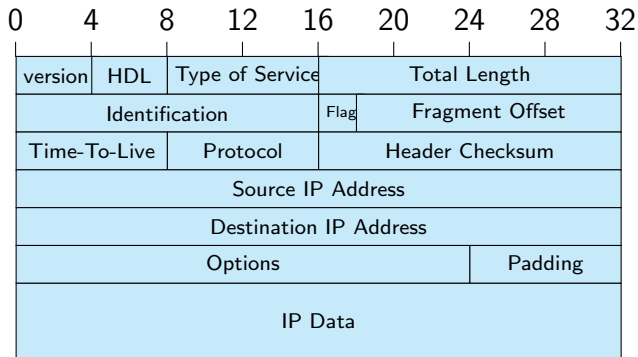 0 4 8 12 16 20 24 28 32
version HDL Type of Service Total Length
Identification Flag Fragment Offset
Time-To-Live Protocol Header Checksum
Source IP Address
Destination IP Address
Options Padding
IP Data